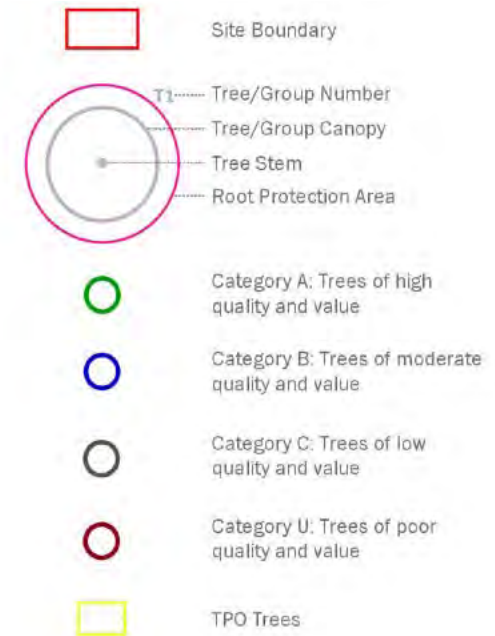 Site Boundary
T1
Tree/Group Number
Tree/Group Canopy
Tree Stem
Root Protection Area
Category A: Trees of high
quality and value
Category B: Trees of moderate
quality and value
Category C: Trees of low
quality and value
Category U: Trees of poor
quality and value
TPO Trees